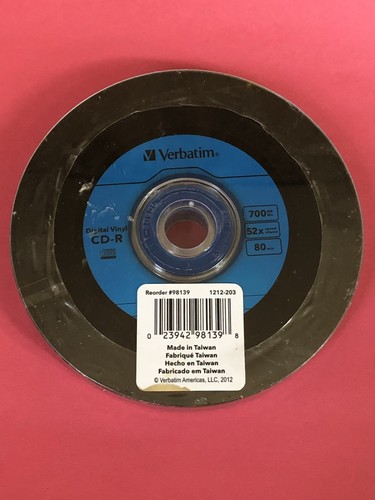 Verbatim®
Digital Vinyl
CD-R
700 MB
52x
80 min
Reorder #98139 1212-203
0 23942 98139 8
Made in Taiwan
Fabriqué Taiwan
Hecho en Taiwan
Fabricado em Taiwan
© Verbatim Americas, LLC, 2012